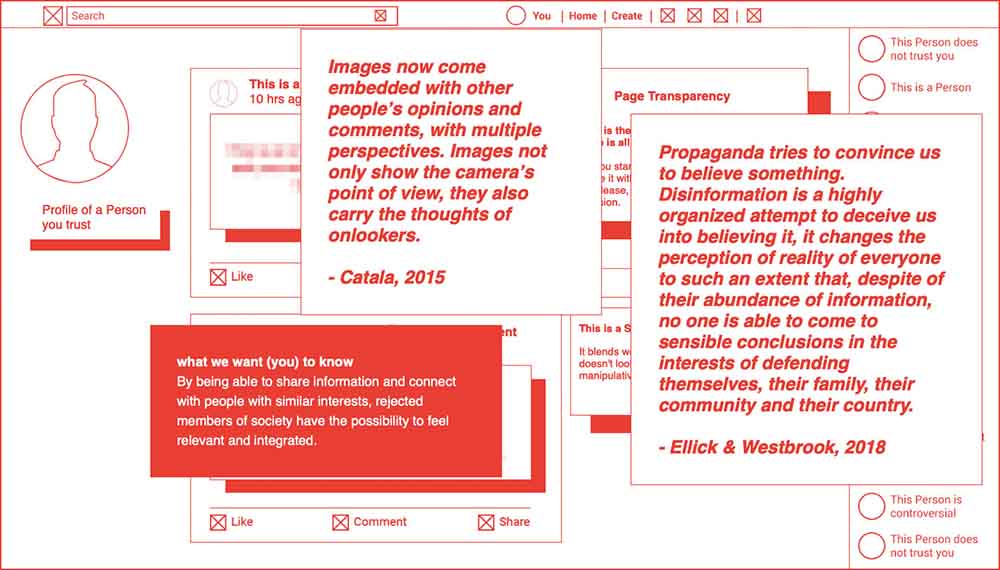 Search
You | Home | Create |
This Person does
not trust you
This is a Person
Profile of a Person
you trust
This is a
10 hrs ag
Like
Images now come
embedded with other
people's opinions and
comments, with multiple
perspectives. Images not
only show the camera's
point of view, they also
carry the thoughts of
onlookers.
- Catala, 2015
Page Transparency
is the
is all
ou star
e it with
lease,
sion.
Propaganda tries to convince us
to believe something.
Disinformation is a highly
organized attempt to deceive us
into believing it, it changes the
perception of reality of everyone
to such an extent that, despite of
their abundance of information,
no one is able to come to
sensible conclusions in the
interests of defending
themselves, their family, their
community and their country.
- Ellick & Westbrook, 2018
This is a S
It blends w
doesn't loo
manipulativ
ent
what we want (you) to know
By being able to share information and connect
with people with similar interests, rejected
members of society have the possibility to feel
relevant and integrated.
Like
Comment
Share
This Person is
controversial
This Person does
not trust you